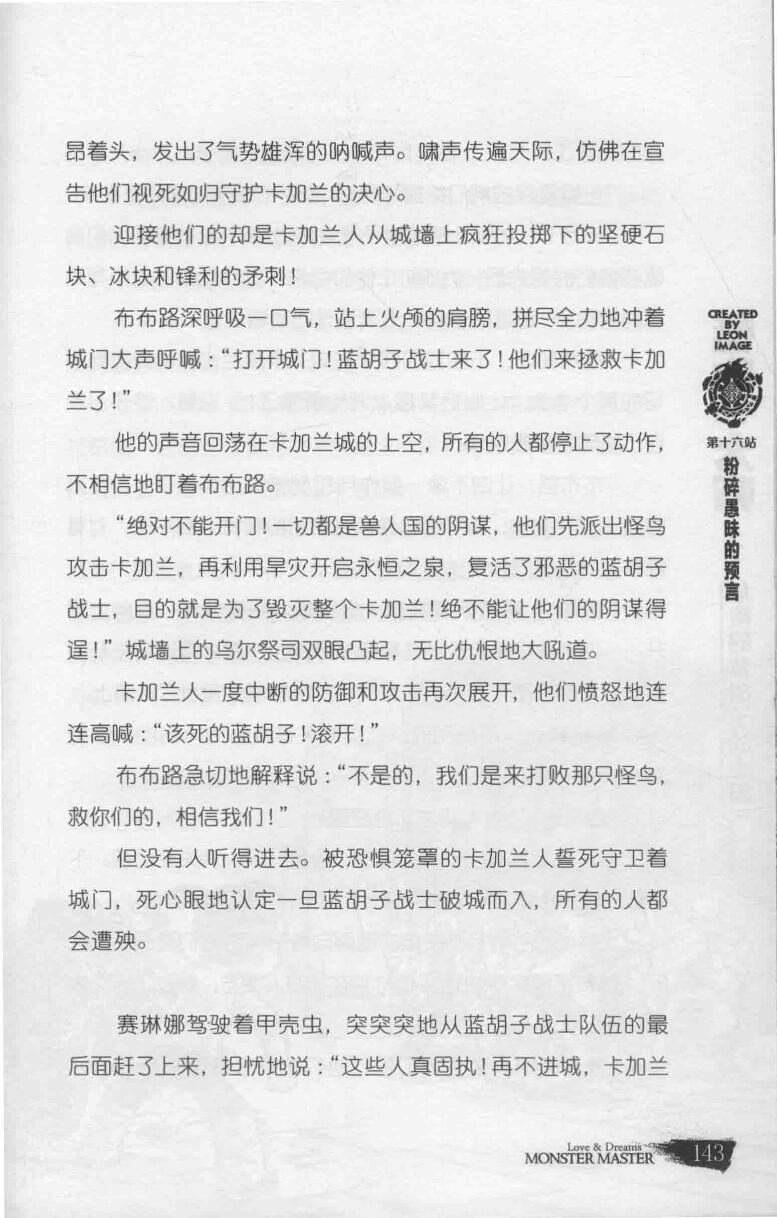 昂着头，发出了气势雄浑的呐喊声。啸声传遍天际，仿佛在宣
告他们视死如归守护卡加兰的决心。
迎接他们的却是卡加兰人从城墙上疯狂投掷下的坚硬石
块、冰块和锋利的矛刺！
布布路深呼吸一口气，站上火颅的肩膀，拼尽全力地冲着
城门大声呼喊：“打开城门！蓝胡子战士来了！他们来拯救卡加
兰了！”
他的声音回荡在卡加兰城的上空，所有的人都停止了动作，
不相信地盯着布布路。
“绝对不能开门！一切都是兽人国的阴谋，他们先派出怪鸟
攻击卡加兰，再利用旱灾开启永恒之泉，复活了邪恶的蓝胡子
战士，目的就是为了毁灭整个卡加兰！绝不能让他们的阴谋得
逞！”城墙上的乌尔祭司双眼凸起，无比仇恨地大吼道。
卡加兰人一度中断的防御和攻击再次展开，他们愤怒地连
连高喊：“该死的蓝胡子！滚开！”
布布路急切地解释说：“不是的，我们是来打败那只怪鸟，
救你们的，相信我们！”
但没有人听得进去。被恐惧笼罩的卡加兰人誓死守卫着
城门，死心眼地认定一旦蓝胡子战士破城而入，所有的人都
会遭殃。
赛琳娜驾驶着甲壳虫，突突突地从蓝胡子战士队伍的最
后面赶了上来，担忧地说：“这些人真固执！再不进城，卡加兰
CREATED
BY
LEON
IMAGE
第十六站
粉碎愚昧的预言
Love & Dreams
MONSTER MASTER
143